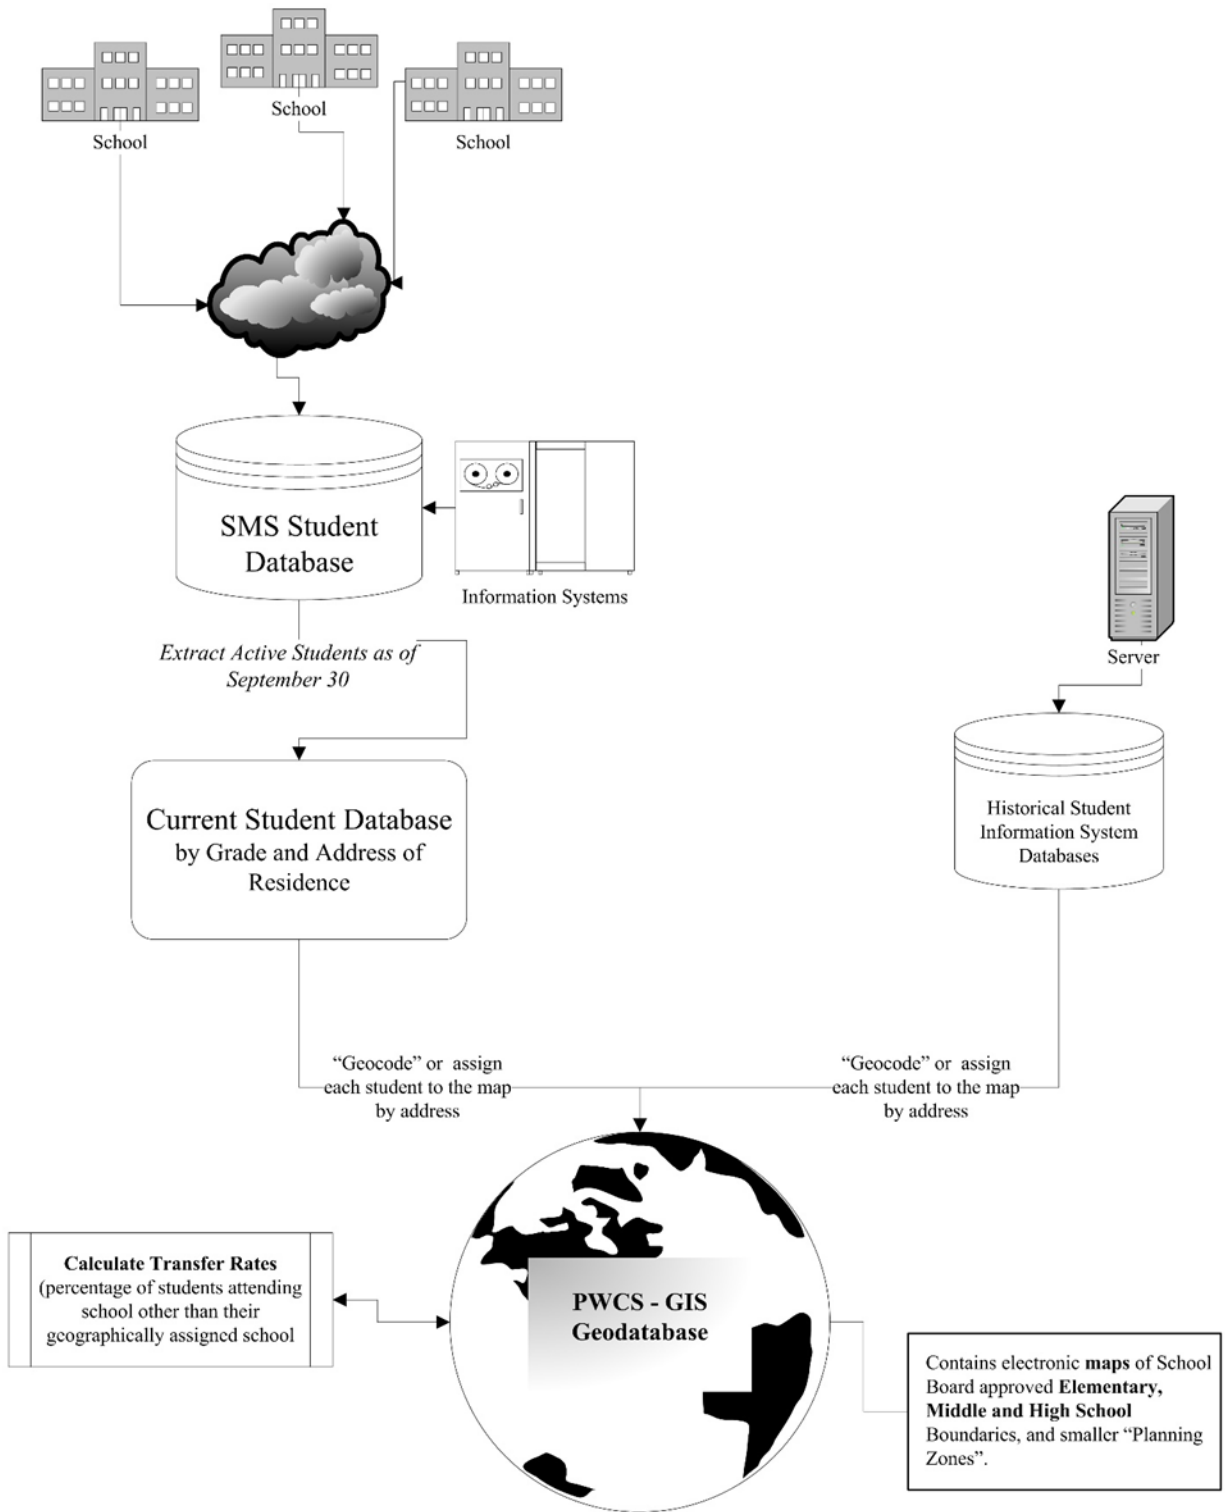 School
School
School
SMS Student
Database
Information Systems
Extract Active Students as of
September 30
Server
Current Student Database
by Grade and Address of
Residence
Historical Student
Information System
Databases
“Geocode” or assign
each student to the map
by address
“Geocode” or assign
each student to the map
by address
Calculate Transfer Rates
(percentage of students attending
school other than their
geographically assigned school
PWCS - GIS
Geodatabase
Contains electronic maps of School
Board approved Elementary,
Middle and High School
Boundaries, and smaller “Planning
Zones”.